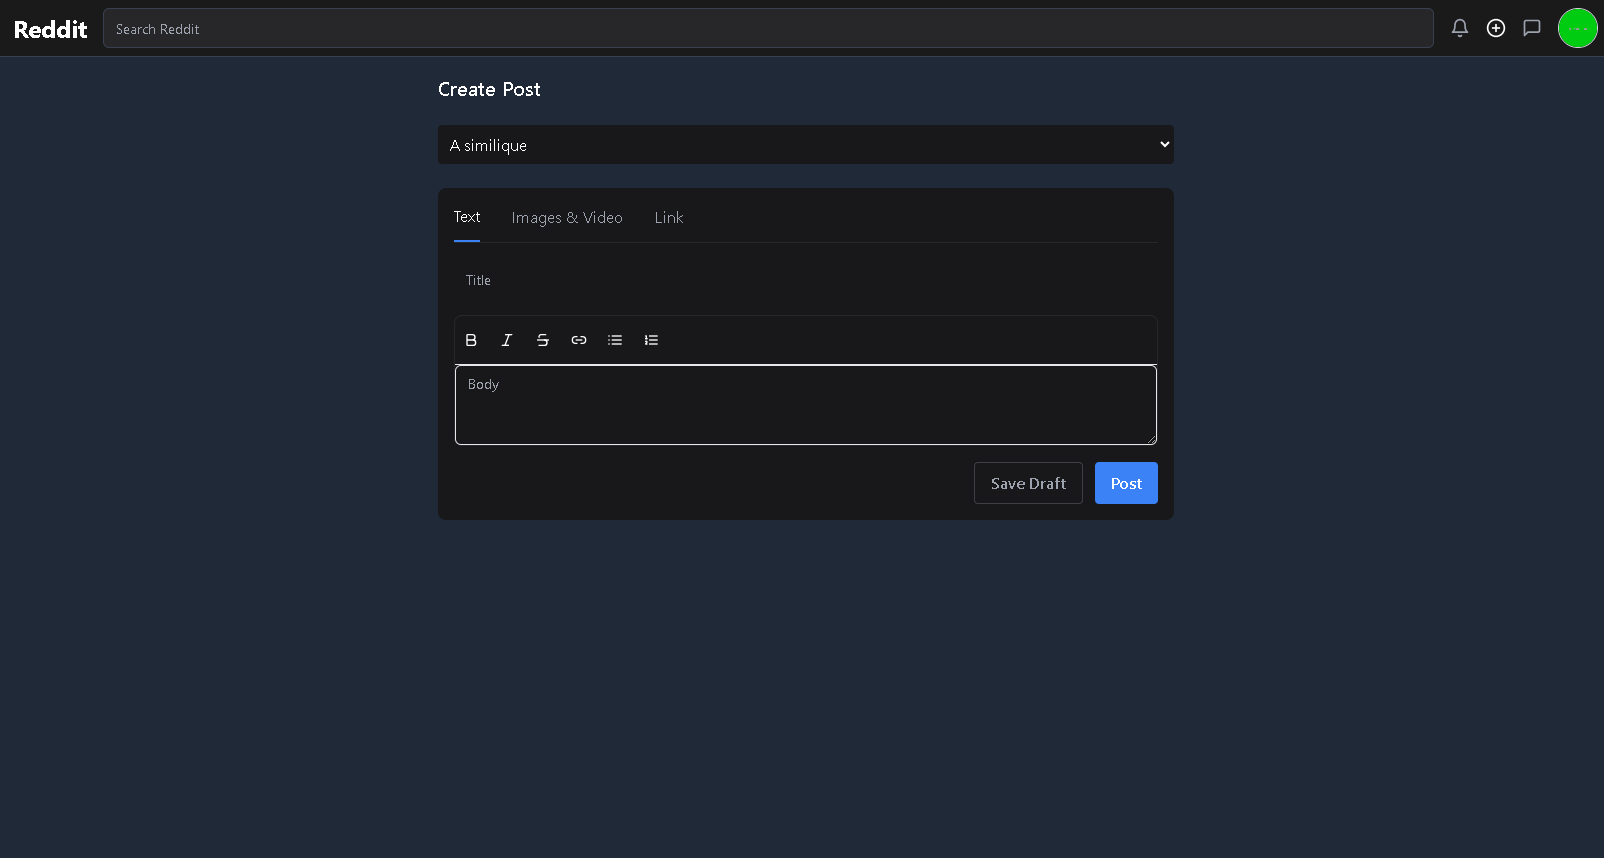 Reddit
Search Reddit
Create Post
A similique
Text Images & Video Link
Title
Body
Save Draft Post